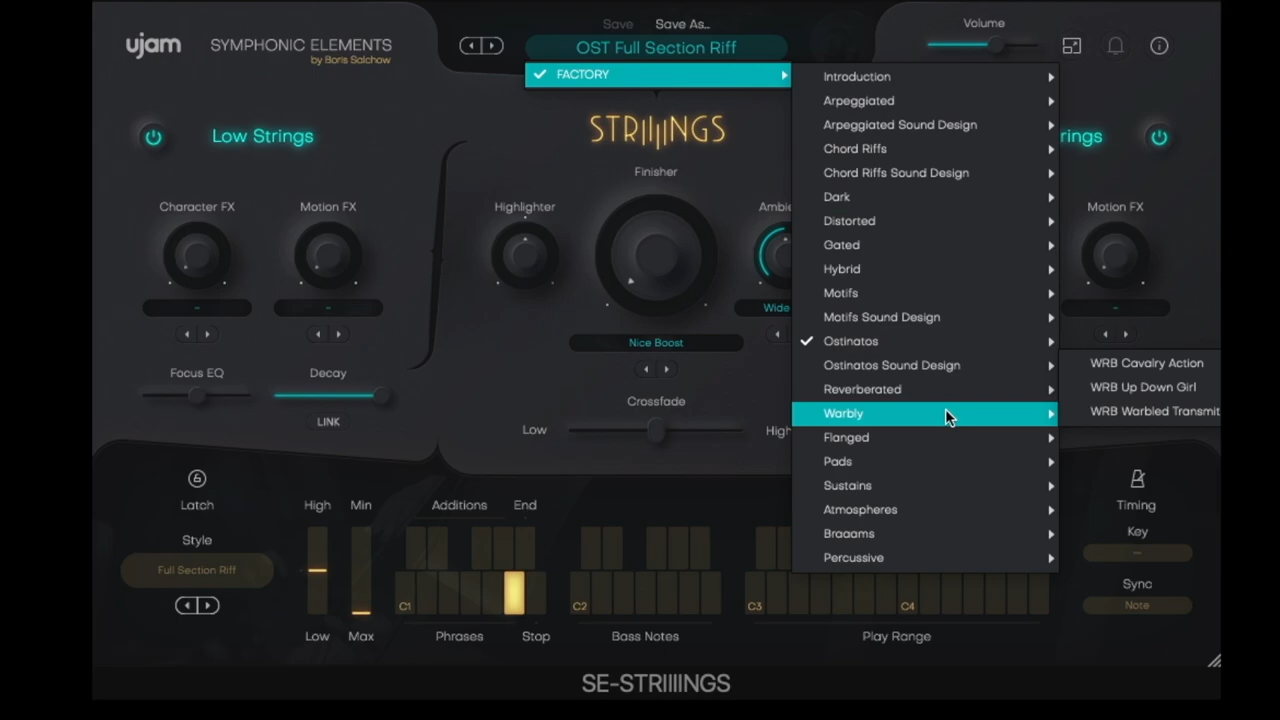 Save Save As...
ujam SYMPHONIC ELEMENTS
by Boris Salchow
OST Full Section Riff
Volume
FACTORY
Introduction
Arpeggiated
Arpeggiated Sound Design
Chord Riffs
Chord Riffs Sound Design
Dark
Distorted
Gated
Hybrid
Motifs
Motifs Sound Design
Ostinatos
Ostinatos Sound Design
Reverberated
Warbly
Flanged
Pads
Sustains
Atmospheres
Braaams
Percussive
WRB Cavalry Action
WRB Up Down Girl
WRB Warbled Transmit
Low Strings
STRIIIINGS
rings
Finisher
Character FX Motion FX
Highlighter
Ambie
Motion FX
Wide
Nice Boost
Focus EQ Decay
LINK
Crossfade
Low High
Latch
High Min Additions End
Timing
Style
Key
Full Section Riff
Sync
C1 C2 C3 C4
Note
Low Max Phrases Stop Bass Notes Play Range
SE-STRIIIINGS